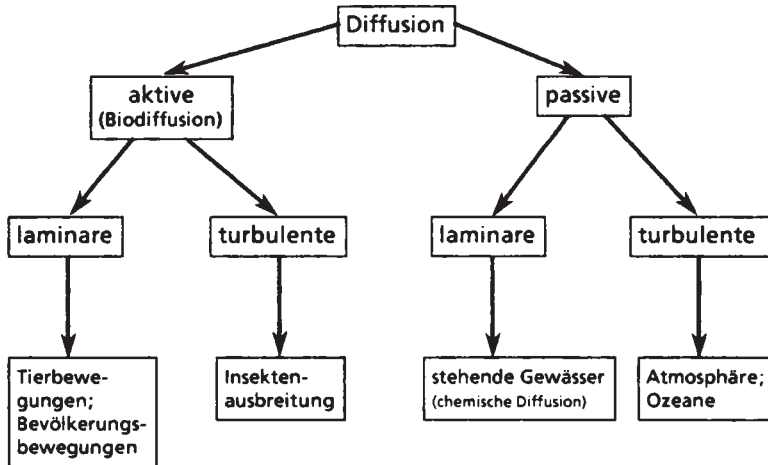 Diffusion
aktive
(Biodiffusion)
passive
laminare
turbulente
laminare
turbulente
Tierbewe-
gungen;
Bevölkerungs-
bewegungen
Insekten-
ausbreitung
stehende Gewässer
(chemische Diffusion)
Atmosphäre;
Ozeane